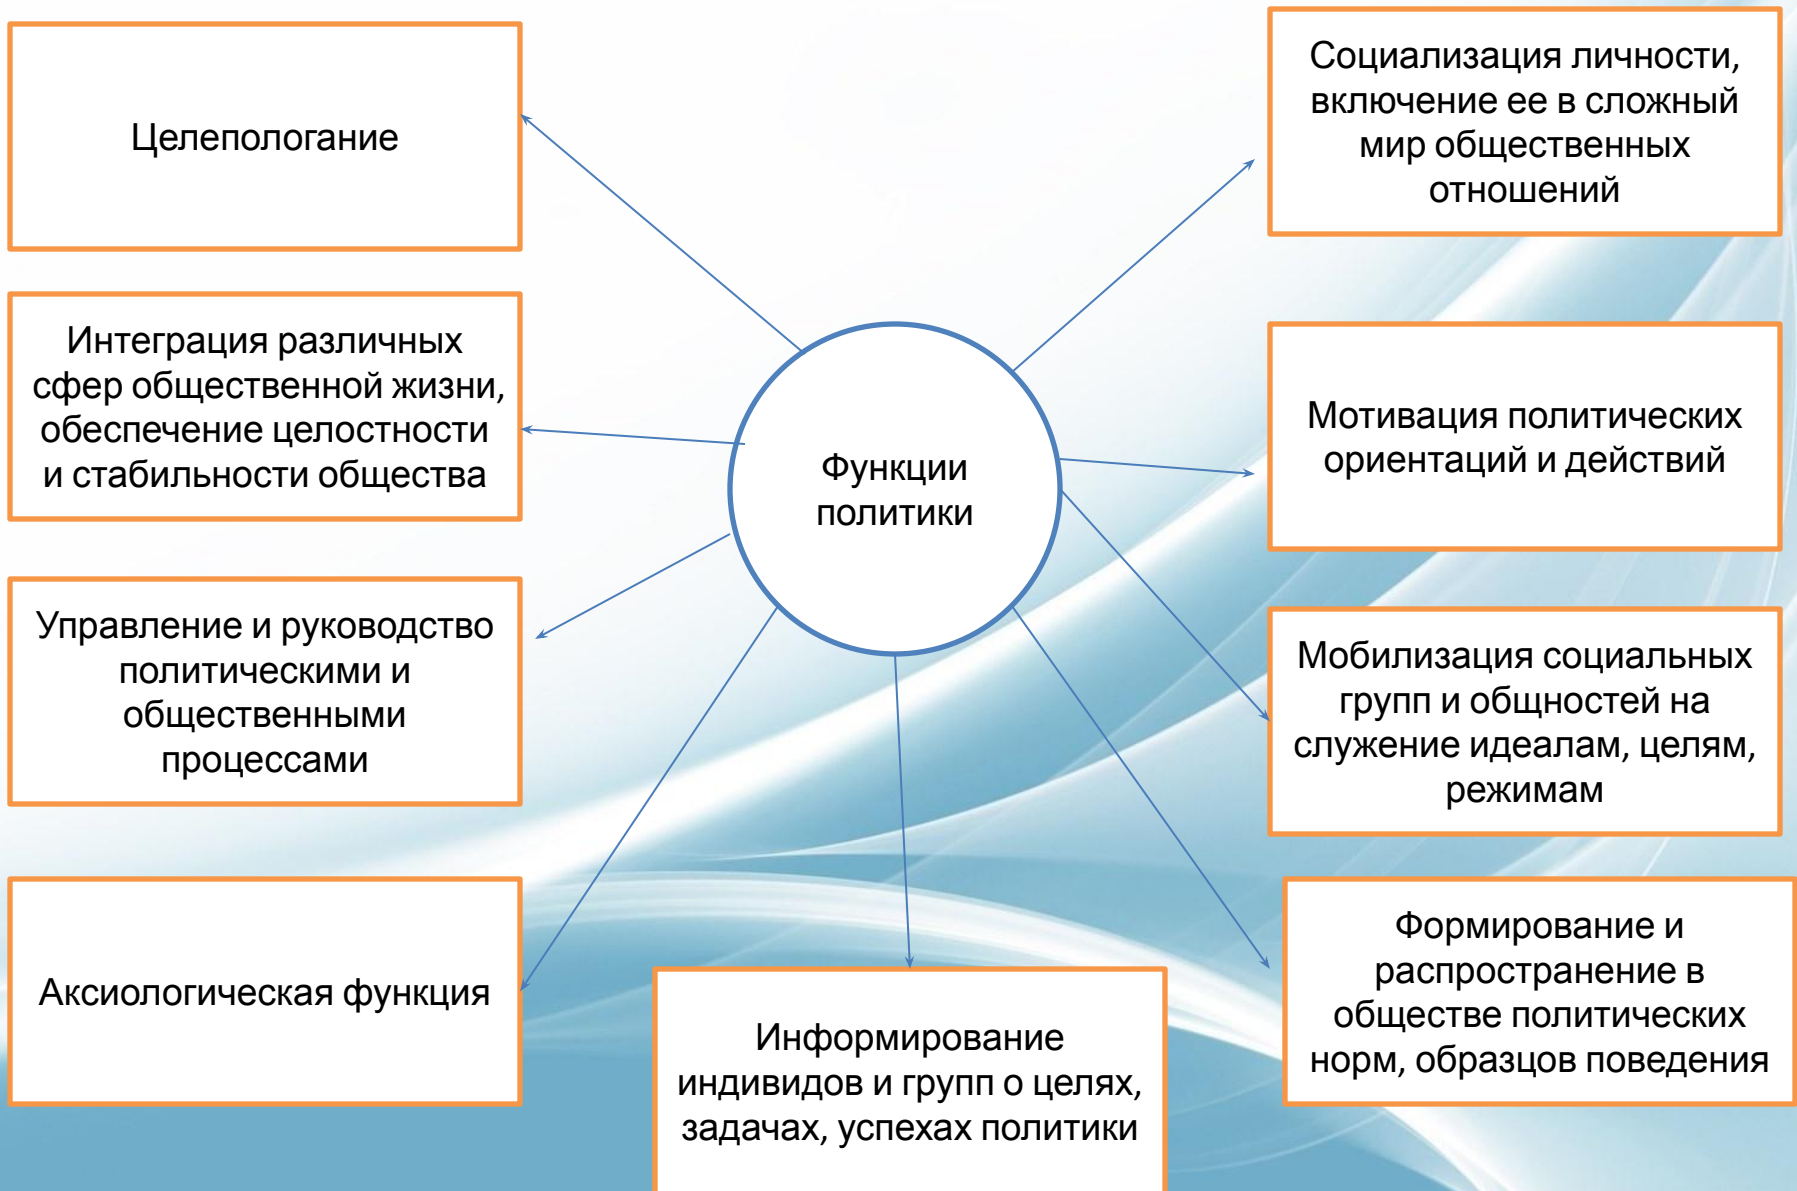 Целепологание
Интеграция различных
сфер общественной жизни,
обеспечение целостности
и стабильности общества
Управление и руководство
политическими и
общественными
процессами
Аксиологическая функция
Функции
политики
Информирование
индивидов и групп о целях,
задачах, успехах политики
Социализация личности,
включение ее в сложный
мир общественных
отношений
Мотивация политических
ориентаций и действий
Мобилизация социальных
групп и общностей на
служение идеалам, целям,
режимам
Формирование и
распространение в
обществе политических
норм, образцов поведения